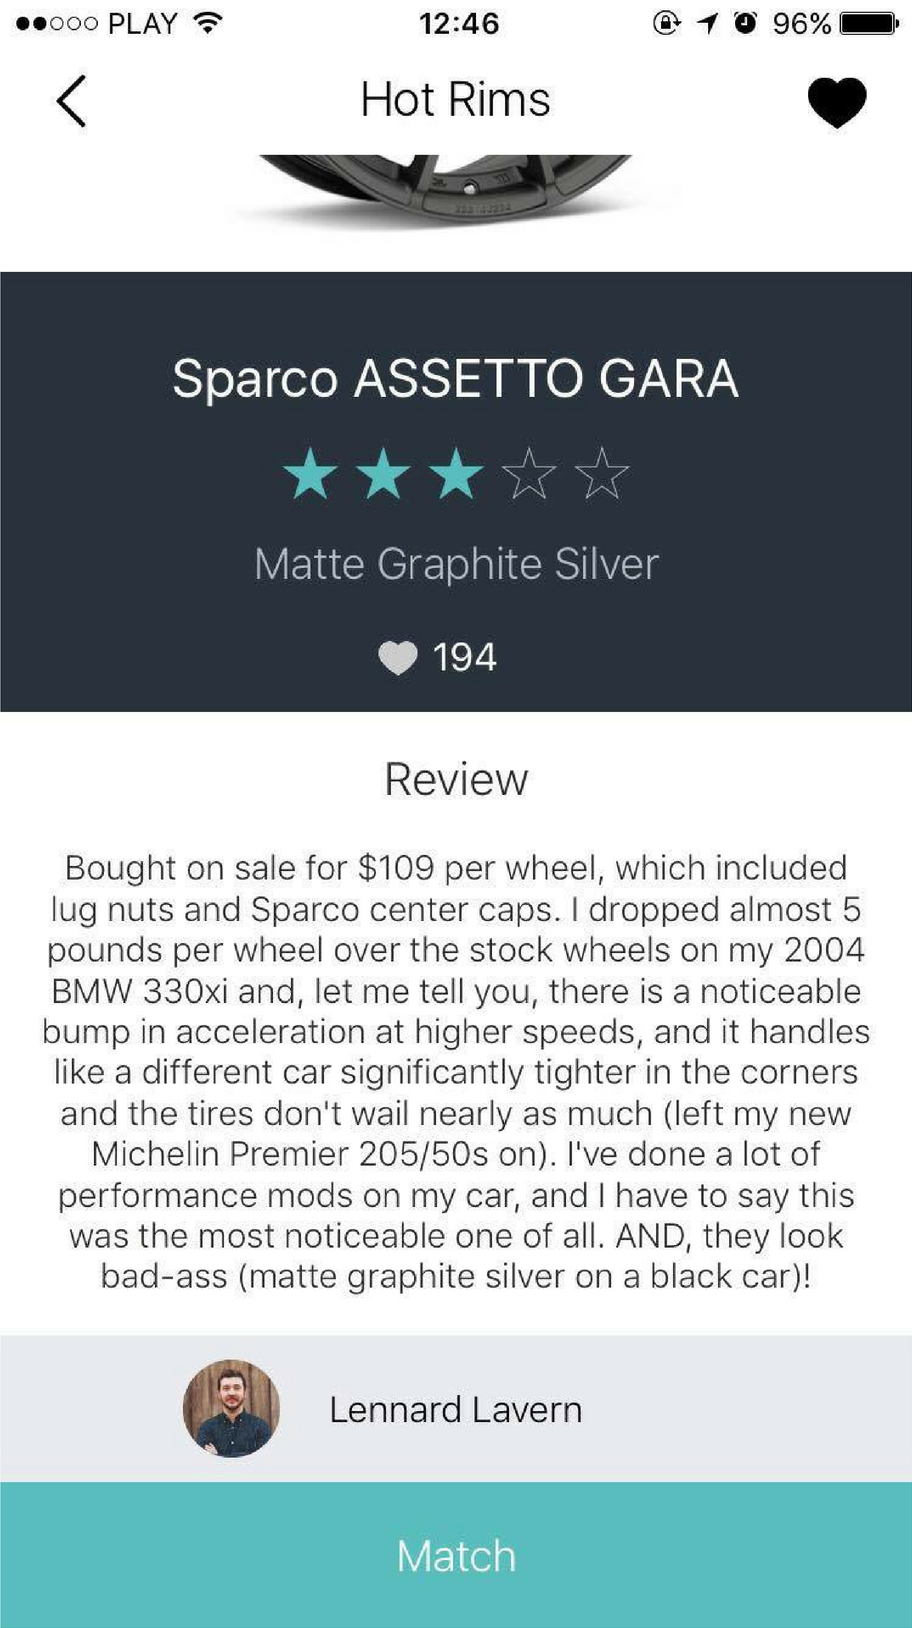 PLAY
12:46
96%
Hot Rims
Sparco ASSETTO GARA
Matte Graphite Silver
194
Review
Bought on sale for $109 per wheel, which included
lug nuts and Sparco center caps. I dropped almost 5
pounds per wheel over the stock wheels on my 2004
BMW 330xi and, let me tell you, there is a noticeable
bump in acceleration at higher speeds, and it handles
like a different car significantly tighter in the corners
and the tires don't wail nearly as much (left my new
Michelin Premier 205/50s on). I've done a lot of
performance mods on my car, and I have to say this
was the most noticeable one of all. AND, they look
bad-ass (matte graphite silver on a black car)!
Lennard Lavern
Match